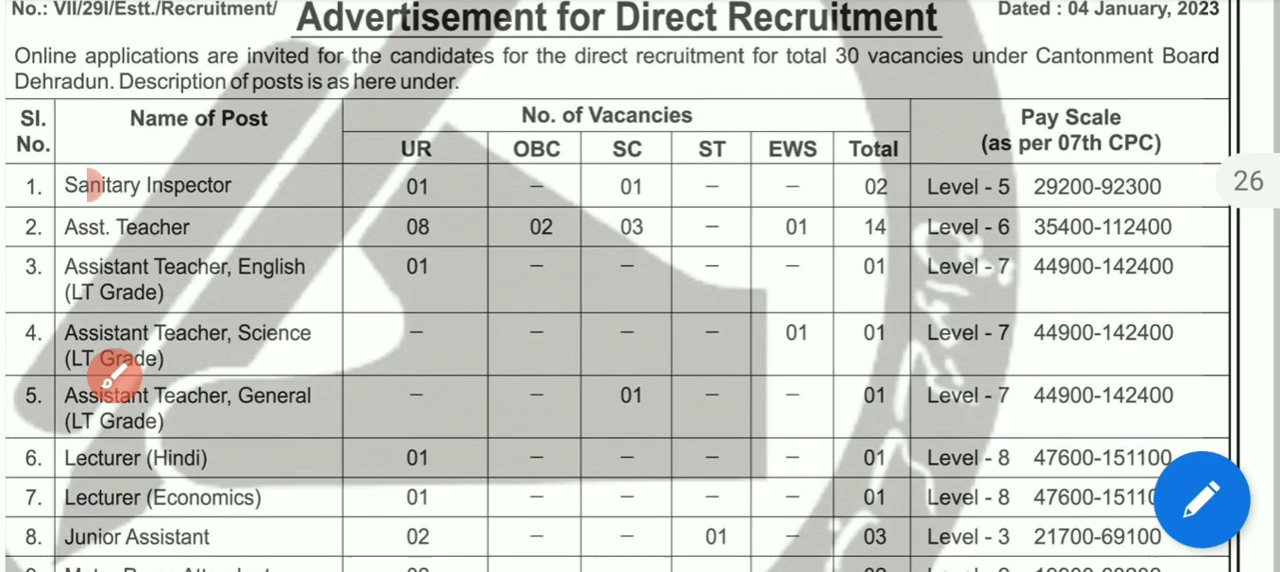 No.: VII/29I/Estt./Recruitment/ Advertisement for Direct Recruitment Dated : 04 January, 2023
Online applications are invited for the candidates for the direct recruitment for total 30 vacancies under Cantonment Board
Dehradun. Description of posts is as here under.
Sl. No. Name of Post No. of Vacancies Pay Scale (as per 07th CPC)
UR OBC SC ST EWS Total
1. Sanitary Inspector 01 – 01 – – 02 Level - 5 29200-92300
2. Asst. Teacher 08 02 03 – 01 14 Level - 6 35400-112400
3. Assistant Teacher, English 01 – – – – 01 Level - 7 44900-142400
(LT Grade)
4. Assistant Teacher, Science – – – – 01 01 Level - 7 44900-142400
(LT Grade)
5. Assistant Teacher, General – – 01 – – 01 Level - 7 44900-142400
(LT Grade)
6. Lecturer (Hindi) 01 – – – – 01 Level - 8 47600-151100
7. Lecturer (Economics) 01 – – – – 01 Level - 8 47600-15110
8. Junior Assistant 02 – – 01 – 03 Level - 3 21700-69100
26